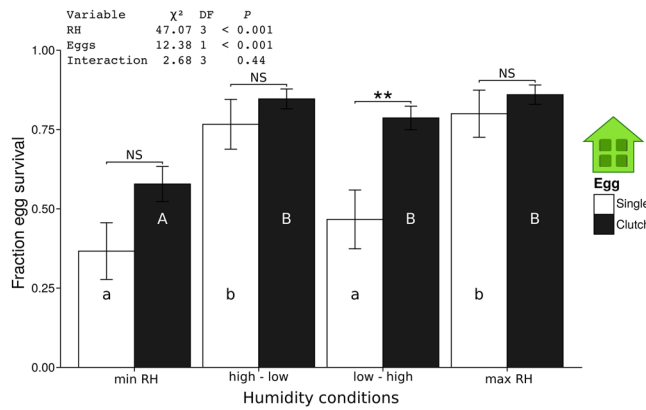 Variable χ² DF P
RH 47.07 3 < 0.001
Eggs 12.38 1 < 0.001
Interaction 2.68 3 0.44
1.00
0.75
0.50
0.25
0.00
Fraction egg survival
NS
NS
**
NS
A
B
B
B
a
b
a
b
min RH
high - low
low - high
max RH
Humidity conditions
Egg
Single
Clutch